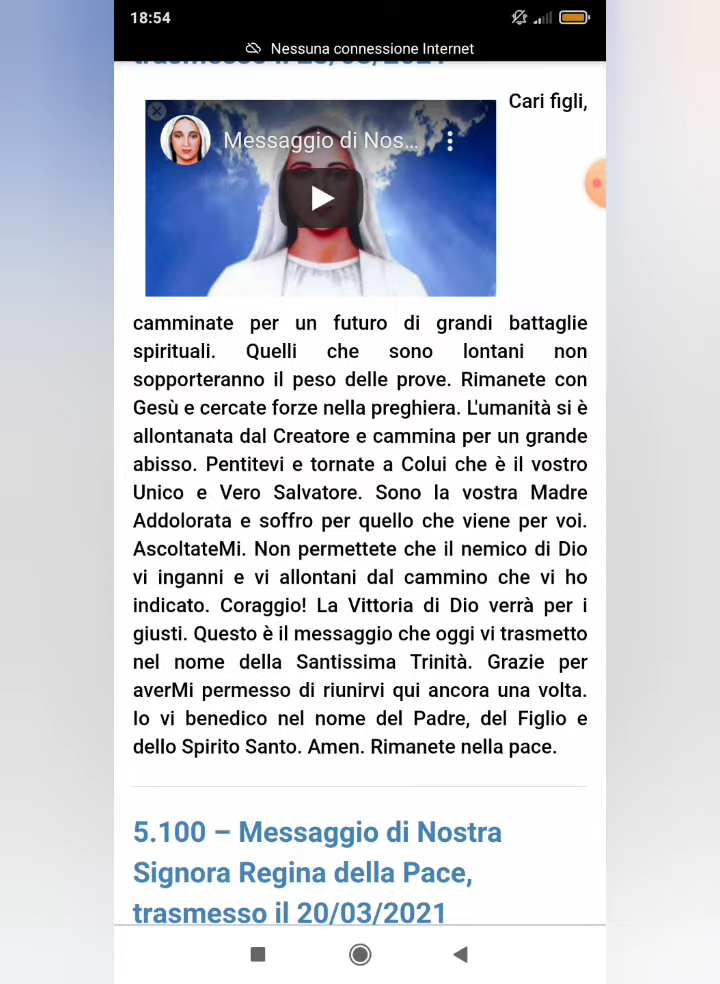 18:54
Nessuna connessione Internet
Cari figli,
Messaggio di Nos...
camminate per un futuro di grandi battaglie
spirituali. Quelli che sono lontani non
sopporteranno il peso delle prove. Rimanete con
Gesù e cercate forze nella preghiera. L'umanità si è
allontanata dal Creatore e cammina per un grande
abisso. Pentitevi e tornate a Colui che è il vostro
Unico e Vero Salvatore. Sono la vostra Madre
Addolorata e soffro per quello che viene per voi.
AscoltateMi. Non permettete che il nemico di Dio
vi inganni e vi allontani dal cammino che vi ho
indicato. Coraggio! La Vittoria di Dio verrà per i
giusti. Questo è il messaggio che oggi vi trasmetto
nel nome della Santissima Trinità. Grazie per
averMi permesso di riunirvi qui ancora una volta.
Io vi benedico nel nome del Padre, del Figlio e
dello Spirito Santo. Amen. Rimanete nella pace.
5.100 – Messaggio di Nostra
Signora Regina della Pace,
trasmesso il 20/03/2021